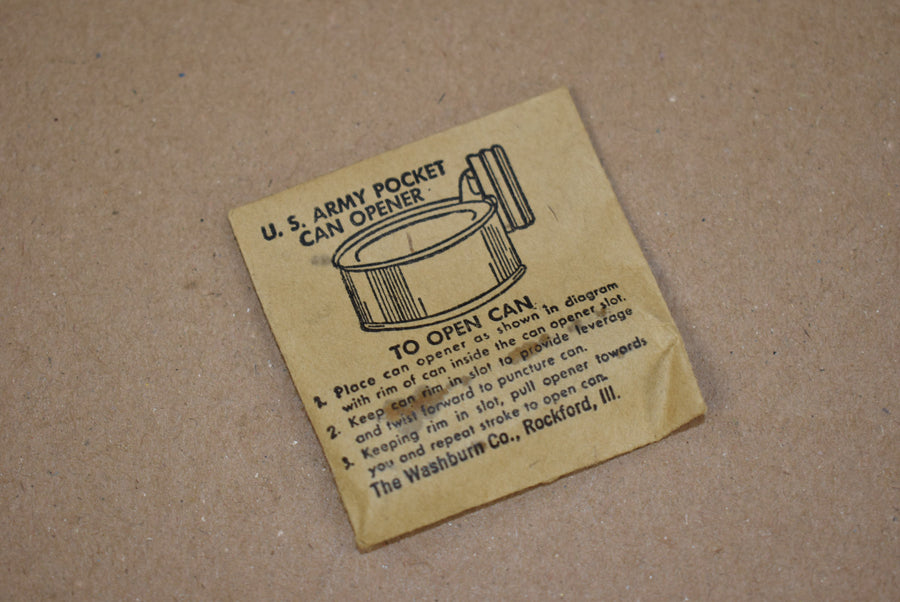 U. S. ARMY POCKET
CAN OPENER
TO OPEN CAN.
1. Place can opener as shown in diagram
with rim of can inside the can opener slot.
2. Keep can rim in slot to provide leverage
and twist forward to puncture can.
3. Keeping rim in slot, pull opener towards
you and repeat stroke to open can.
The Washburn Co., Rockford, Ill.